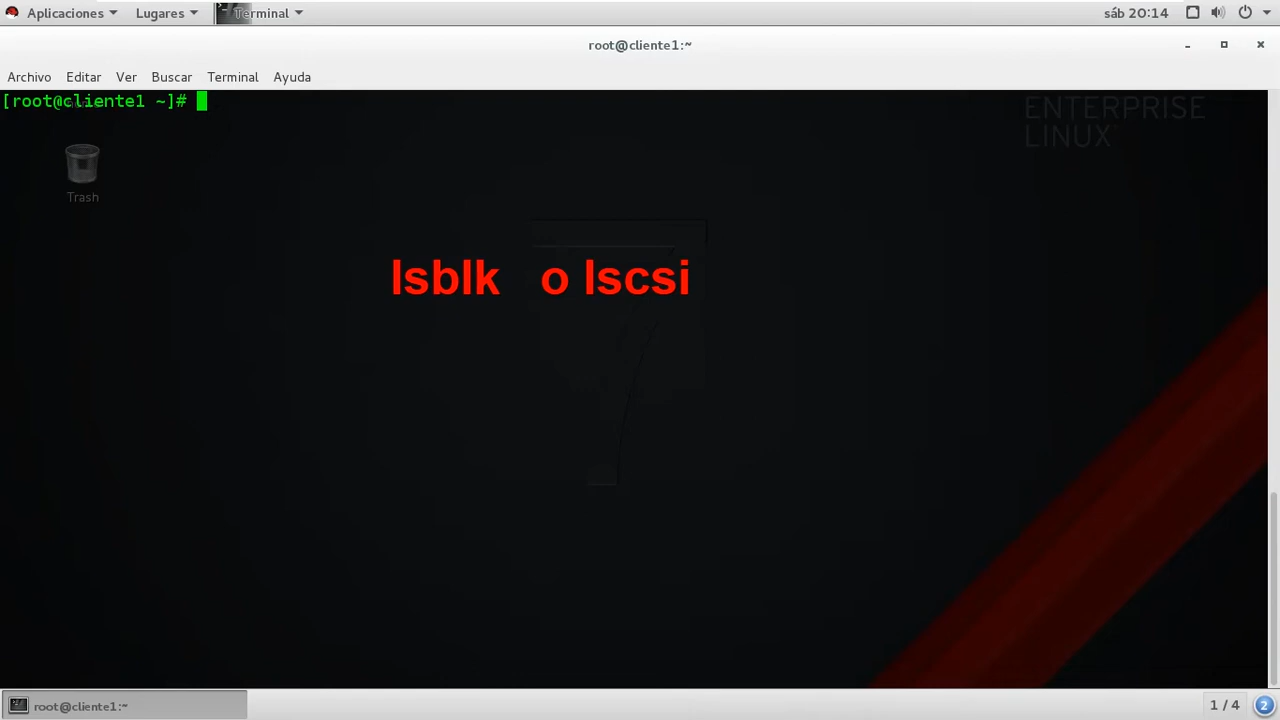 Aplicaciones Lugares Terminal sáb 20:14
root@cliente1:~
Archivo Editar Ver Buscar Terminal Ayuda
[root@cliente1 ~]#
ENTERPRISE
LINUX
Trash
lsblk o lscsi
root@cliente1:~ 1 / 4 2